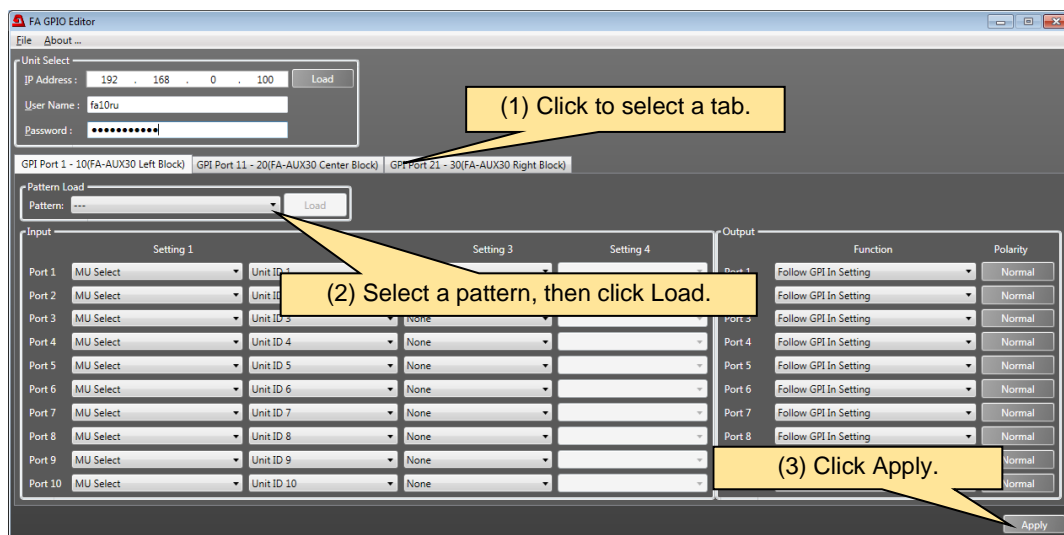 FA GPIO Editor
File About ...
Unit Select
IP Address : 192 . 168 . 0 . 100 Load
User Name : fa10ru
Password : ●●●●●●●●●●●
(1) Click to select a tab.
GPI Port 1 - 10(FA-AUX30 Left Block) GPI Port 11 - 20(FA-AUX30 Center Block) GPI Port 21 - 30(FA-AUX30 Right Block)
Pattern Load
Pattern: --- Load
Input Output
Setting 1 Setting 3 Setting 4 Function Polarity
Port 1 MU Select Unit ID 1 Port 1 Follow GPI In Setting Normal
(2) Select a pattern, then click Load.
Port 2 MU Select Unit ID Follow GPI In Setting Normal
Port 3 MU Select Unit ID 3 None Port 3 Follow GPI In Setting Normal
Port 4 MU Select Unit ID 4 None Port 4 Follow GPI In Setting Normal
Port 5 MU Select Unit ID 5 None Port 5 Follow GPI In Setting Normal
Port 6 MU Select Unit ID 6 None Port 6 Follow GPI In Setting Normal
Port 7 MU Select Unit ID 7 None Port 7 Follow GPI In Setting Normal
Port 8 MU Select Unit ID 8 None Port 8 Follow GPI In Setting Normal
Port 9 MU Select Unit ID 9 None Normal
(3) Click Apply.
Port 10 MU Select Unit ID 10 None Normal
Apply